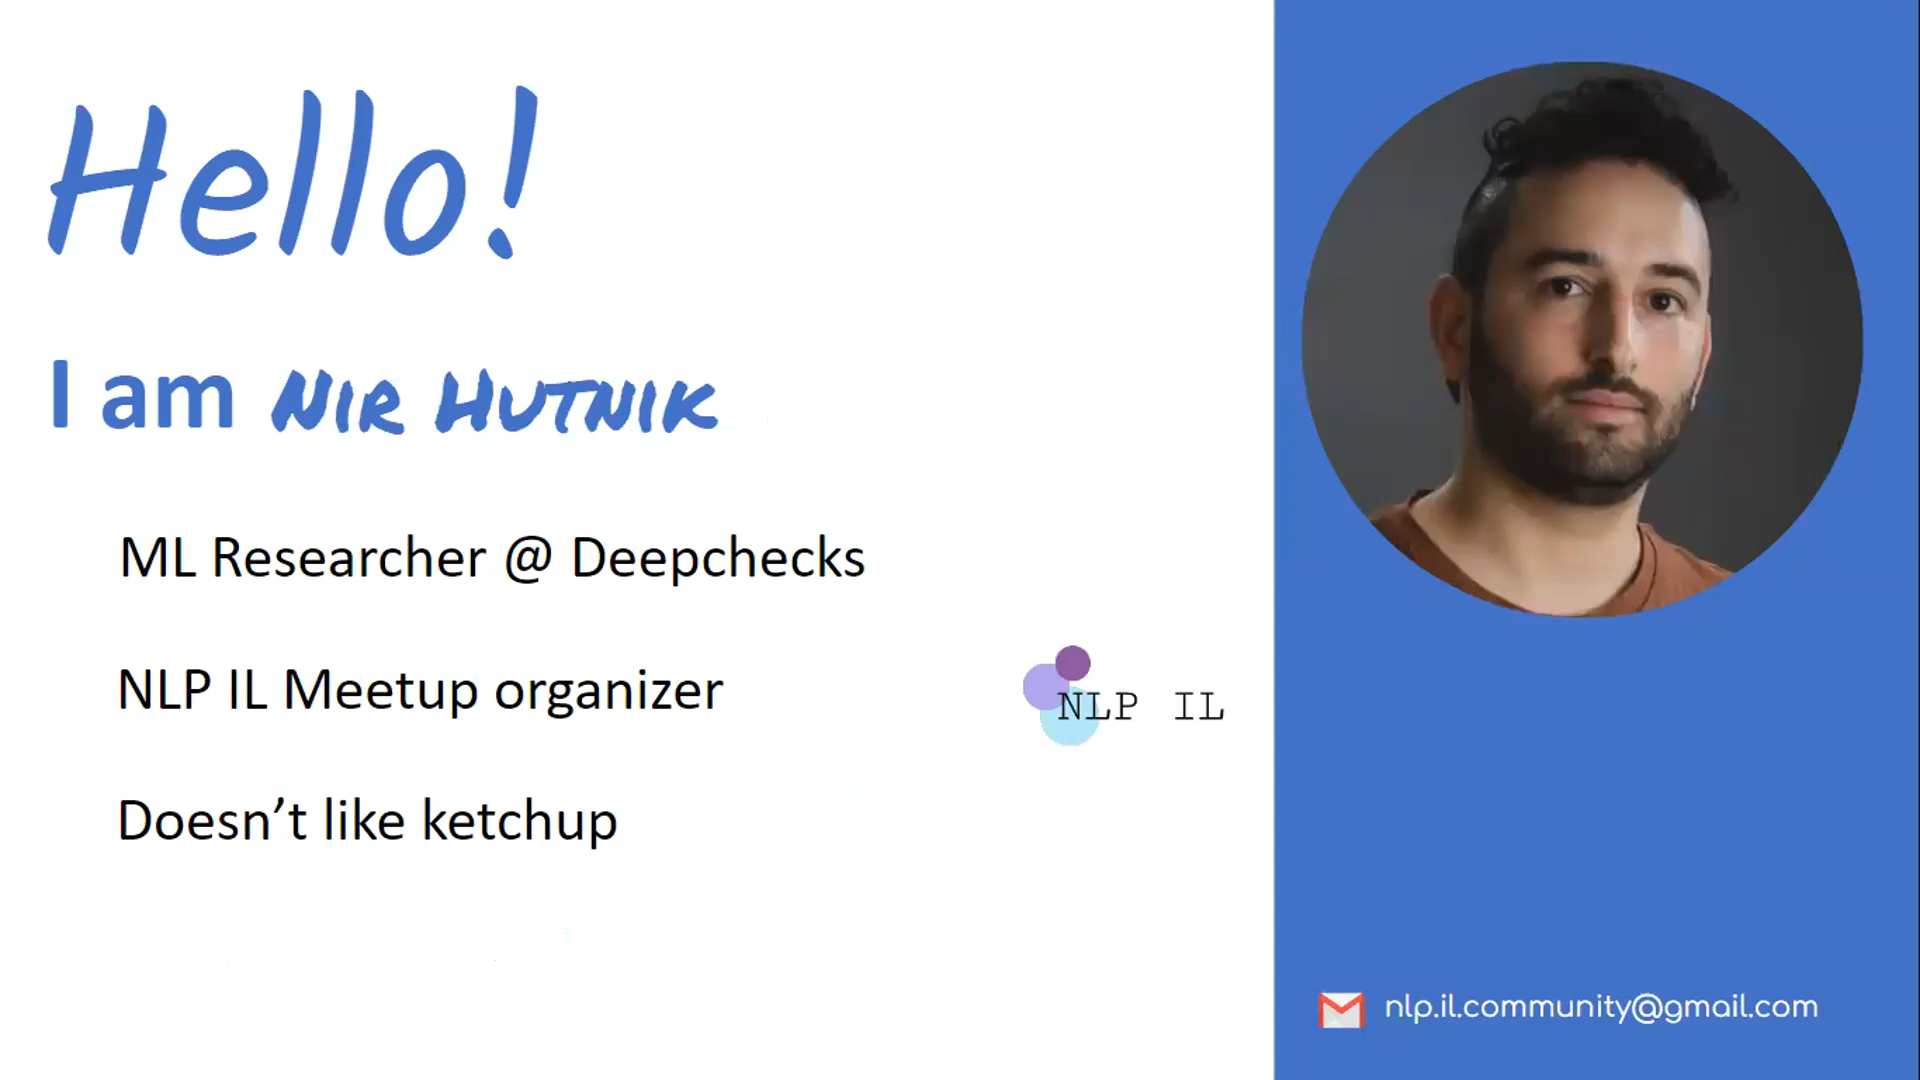 Hello!
I am Nir Hutnik
ML Researcher @ Deepchecks
NLP IL Meetup organizer
NLP IL
Doesn’t like ketchup
nlp.il.community@gmail.com